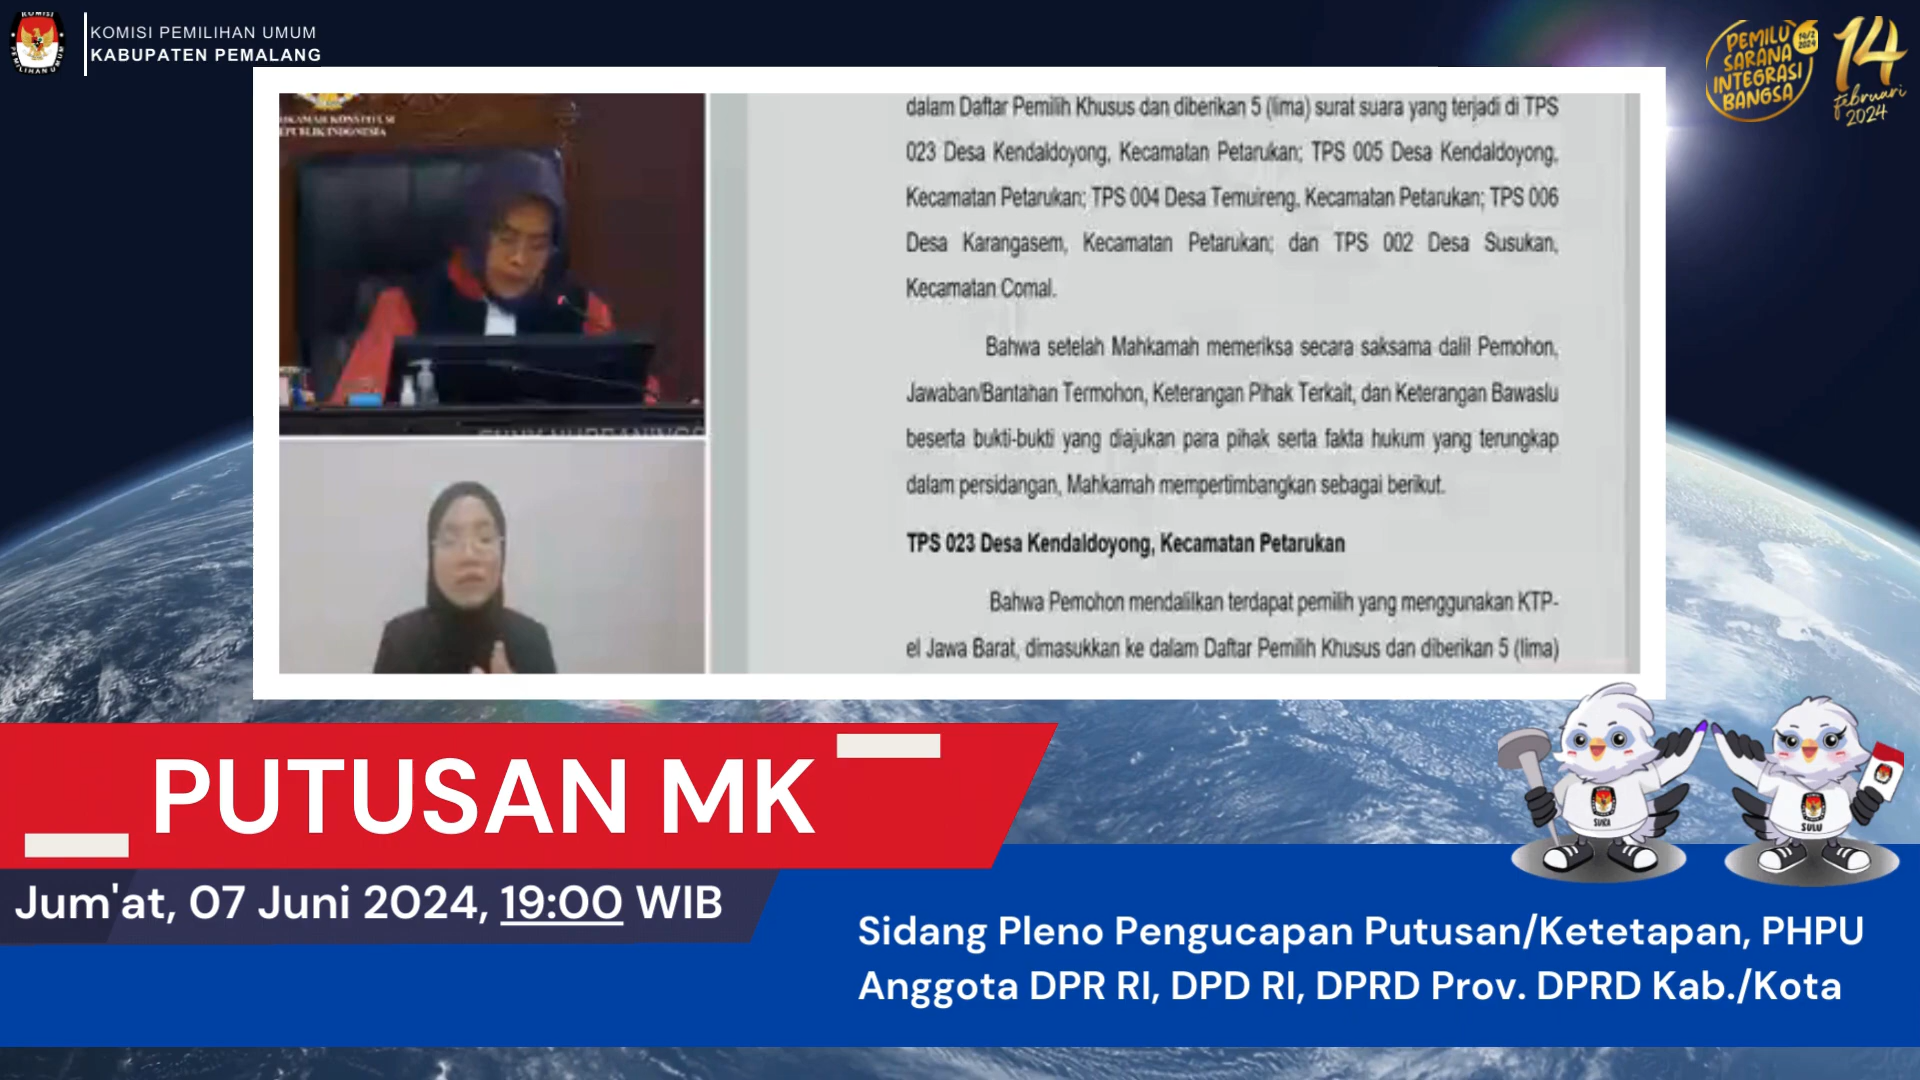 KOMISI PEMILIHAN UMUM
KABUPATEN PEMALANG
PEMILU
SARANA
INTEGRASI
BANGSA
14
Februari
2024
REPUBLIK INDONESIA
dalam Daftar Pemilih Khusus dan diberikan 5 (lima) surat suara yang terjadi di TPS
023 Desa Kendaldoyong, Kecamatan Petarukan; TPS 005 Desa Kendaldoyong,
Kecamatan Petarukan; TPS 004 Desa Temuireng, Kecamatan Petarukan; TPS 006
Desa Karangasem, Kecamatan Petarukan; dan TPS 002 Desa Susukan,
Kecamatan Comal.
Bahwa setelah Mahkamah memeriksa secara saksama dalil Pemohon,
Jawaban/Bantahan Termohon, Keterangan Pihak Terkait, dan Keterangan Bawaslu
beserta bukti-bukti yang diajukan para pihak serta fakta hukum yang terungkap
dalam persidangan, Mahkamah mempertimbangkan sebagai berikut.
TPS 023 Desa Kendaldoyong, Kecamatan Petarukan
Bahwa Pemohon mendalilkan terdapat pemilih yang menggunakan KTP-
el Jawa Barat, dimasukkan ke dalam Daftar Pemilih Khusus dan diberikan 5 (lima)
PUTUSAN MK
Jum'at, 07 Juni 2024, 19:00 WIB
SURA
SULU
Sidang Pleno Pengucapan Putusan/Ketetapan, PHPU
Anggota DPR RI, DPD RI, DPRD Prov. DPRD Kab./Kota